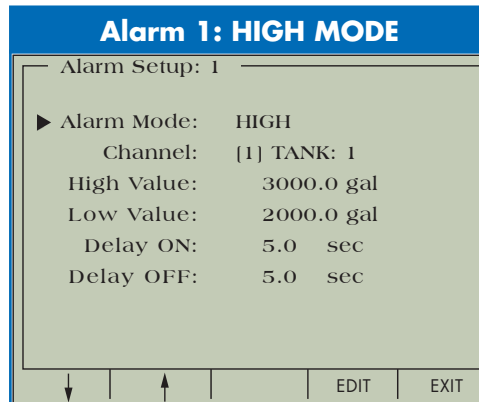 Alarm 1: HIGH MODE
Alarm Setup: 1
Alarm Mode: HIGH
Channel: [1] TANK: 1
High Value: 3000.0 gal
Low Value: 2000.0 gal
Delay ON: 5.0 sec
Delay OFF: 5.0 sec
EDIT EXIT